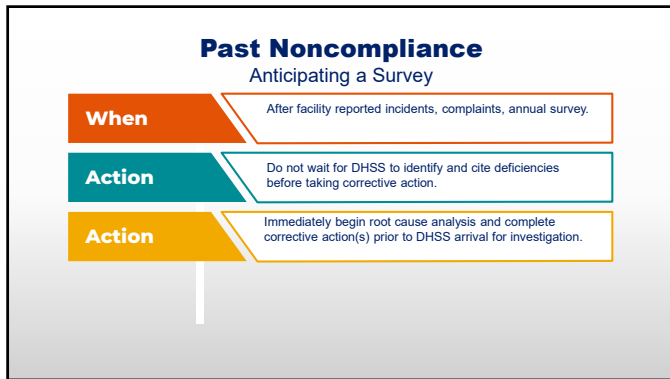 Past Noncompliance
Anticipating a Survey
When
After facility reported incidents, complaints, annual survey.
Action
Do not wait for DHSS to identify and cite deficiencies
before taking corrective action.
Action
Immediately begin root cause analysis and complete
corrective action(s) prior to DHSS arrival for investigation.